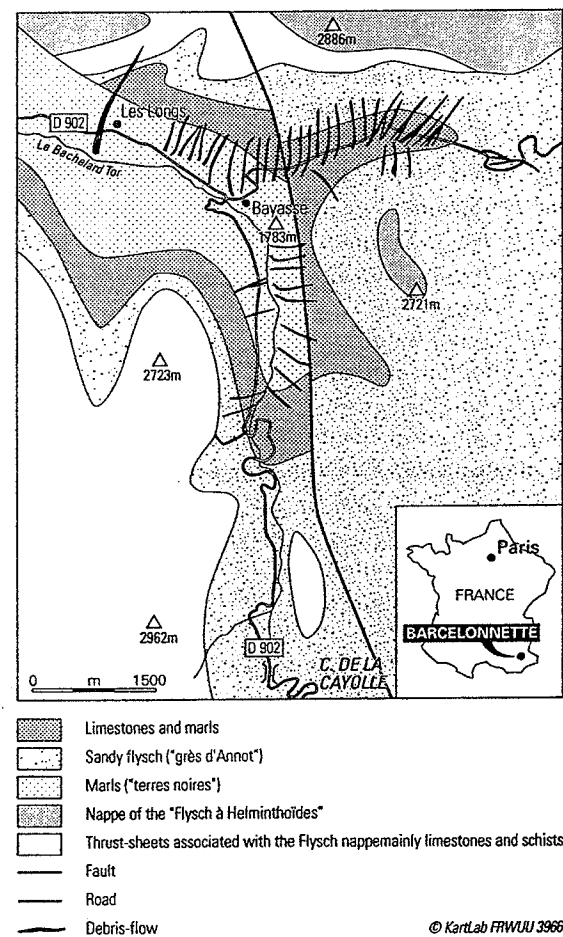 2886m
Les Longs
D 902
Le Bachelard Tor
Bayasse
1783m
2721m
2723m
Paris
FRANCE
BARCELONNETTE
2962m
D 902
C. DE LA
CAYOLLE
0 m 1500
Limestones and marls
Sandy flysch ("grès d'Annot")
Marls ("terres noires")
Nappe of the "Flysch à Helminthoïdes"
Thrust-sheets associated with the Flysch nappemainly limestones and schists
Fault
Road
Debris-flow
© KartLab FRWUU 3966